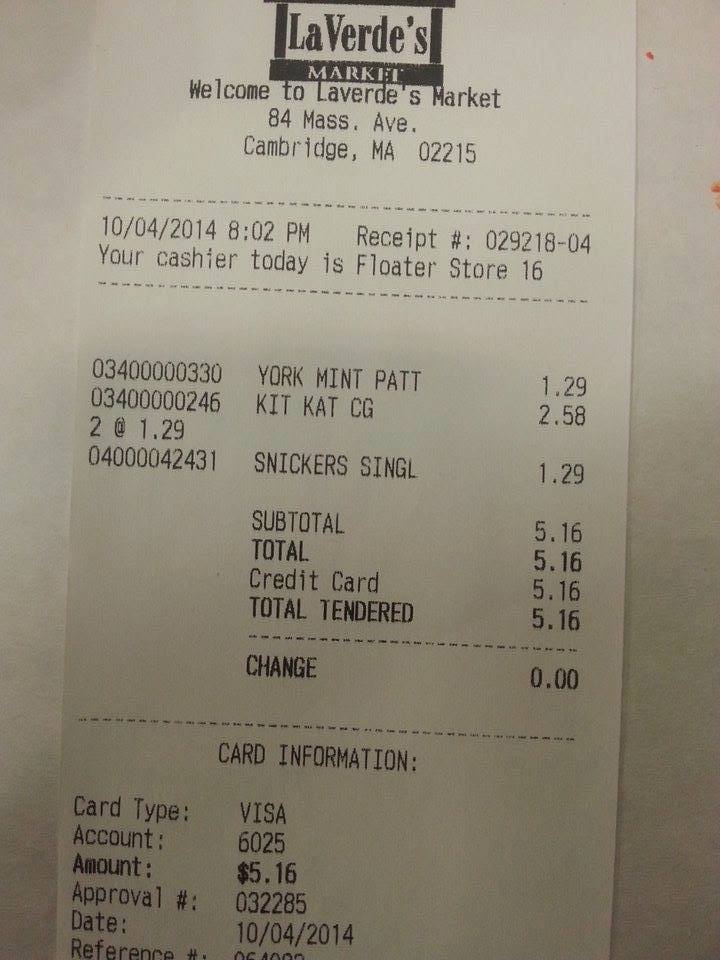 LaVerde's
MARKET
Welcome to Laverde's Market
84 Mass. Ave.
Cambridge, MA 02215
10/04/2014 8:02 PM Receipt #: 029218-04
Your cashier today is Floater Store 16
03400000330 YORK MINT PATT 1.29
03400000246 KIT KAT CG 2.58
2 @ 1.29
04000042431 SNICKERS SINGL 1.29
SUBTOTAL 5.16
TOTAL 5.16
Credit Card 5.16
TOTAL TENDERED 5.16
CHANGE 0.00
CARD INFORMATION:
Card Type: VISA
Account: 6025
Amount: $5.16
Approval #: 032285
Date: 10/04/2014
Reference #: